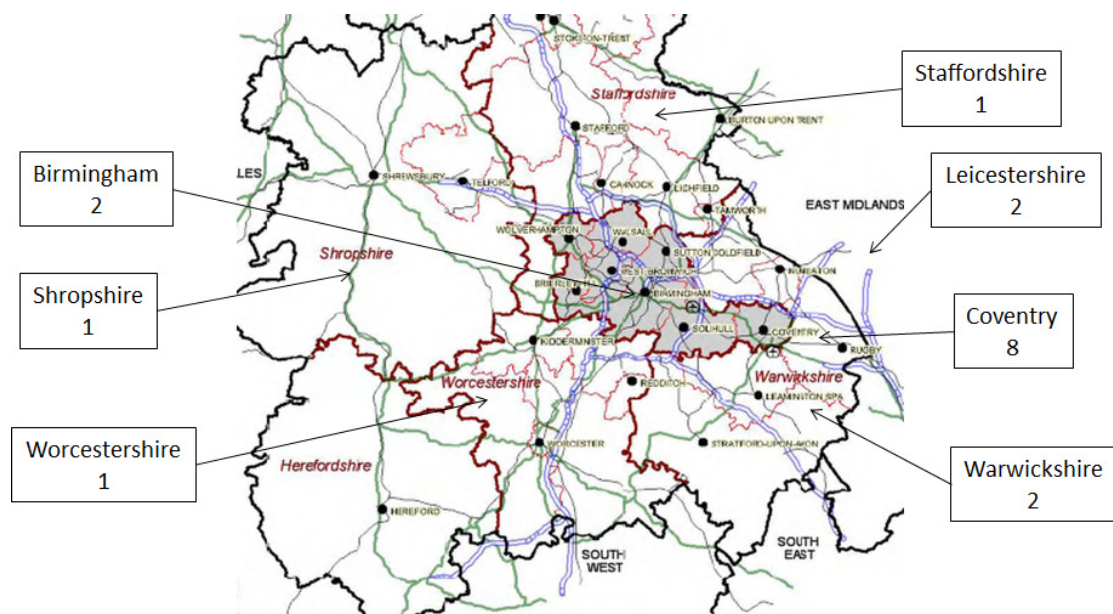 STOKE-ON-TRENT
Staffordshire
1
Staffordshire
STAFFORD
BURTON UPON TRENT
Birmingham
2
LES
SHREWSBURY
TELFORD
CANNOCK
LICHFIELD
TAMWORTH
EAST MIDLANDS
Leicestershire
2
WOLVERHAMPTON
WALSALL
SUTTON COLDFIELD
Shropshire
WEST BROMWICH
NUNEATON
BIRMINGHAM
Shropshire
1
SOLIHULL
COVENTRY
Coventry
8
KIDDERMINSTER
RUGBY
Worcestershire
REDDITCH
Warwickshire
LEAMINGTON SPA
Worcestershire
1
WORCESTER
STRATFORD-UPON-AVON
Herefordshire
Warwickshire
2
HEREFORD
SOUTH
WEST
SOUTH
EAST